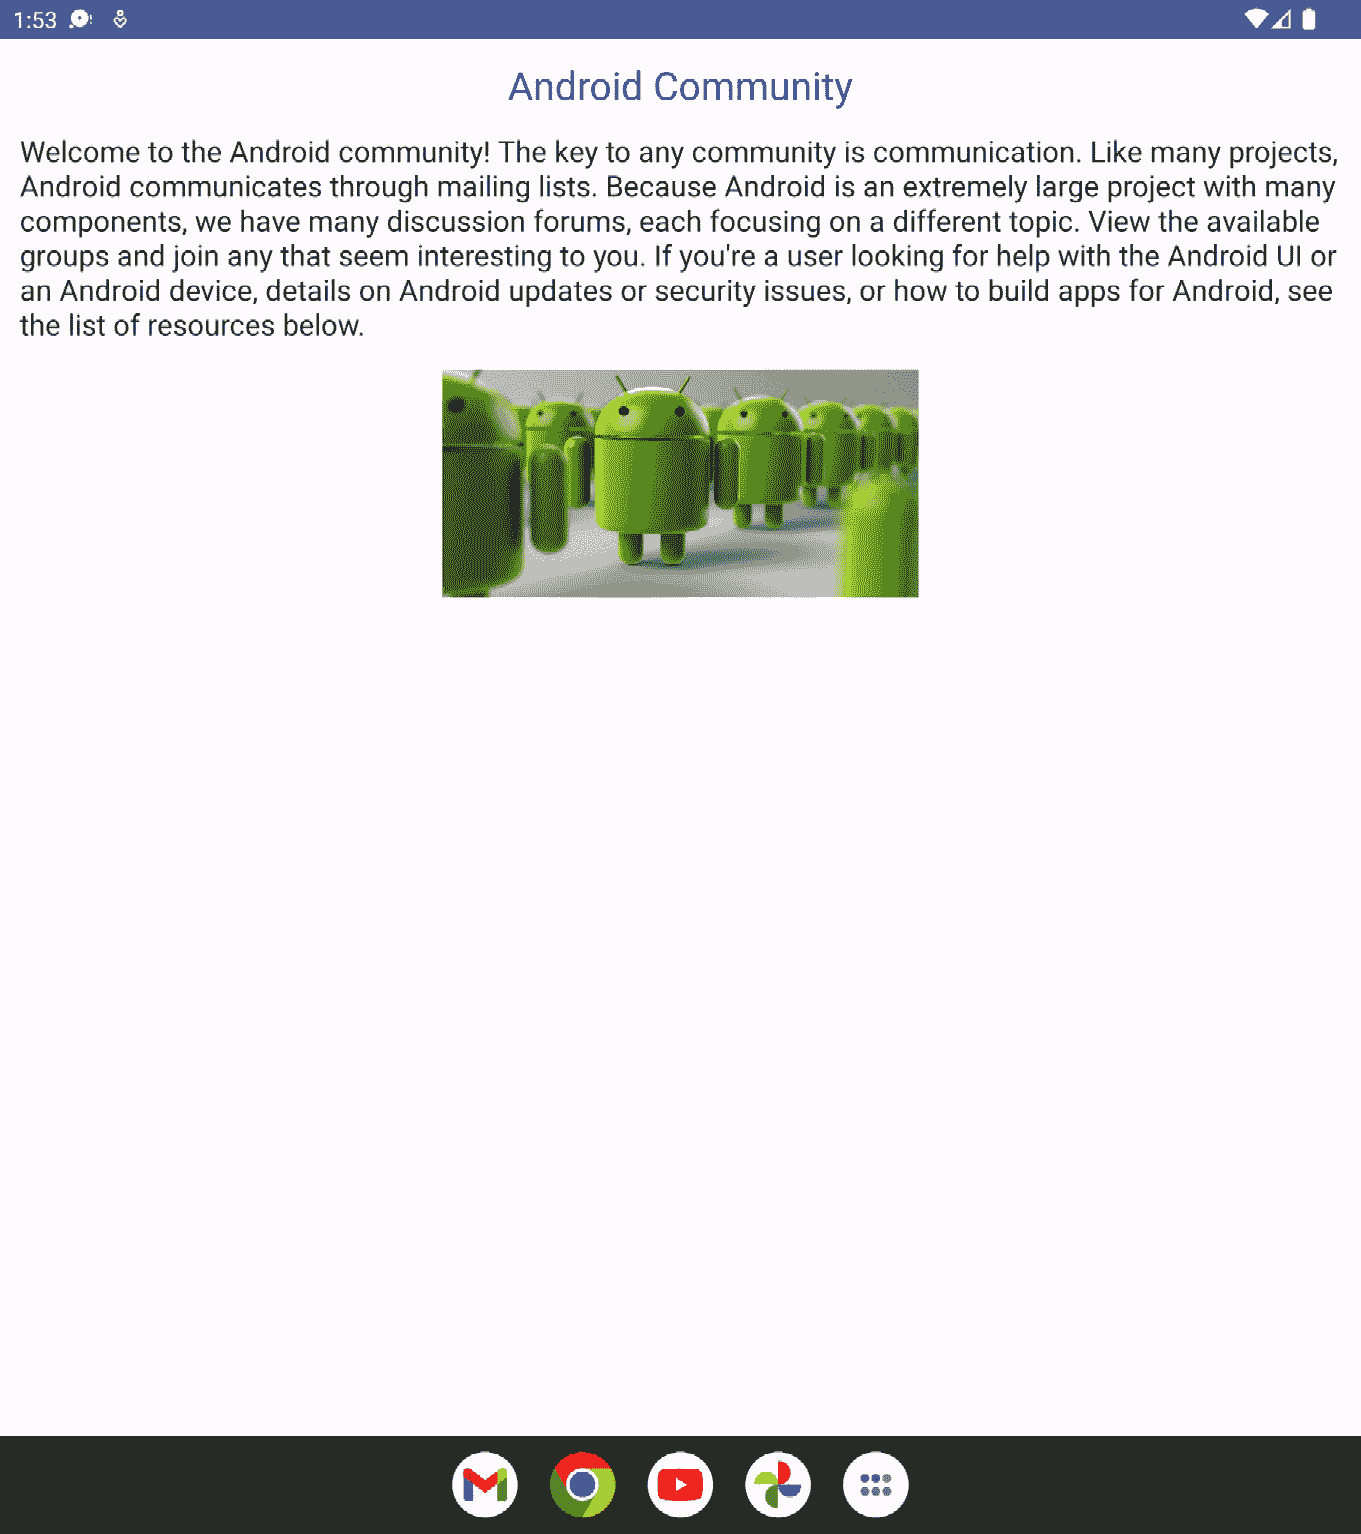 1:53
Android Community
Welcome to the Android community! The key to any community is communication. Like many projects,
Android communicates through mailing lists. Because Android is an extremely large project with many
components, we have many discussion forums, each focusing on a different topic. View the available
groups and join any that seem interesting to you. If you're a user looking for help with the Android UI or
an Android device, details on Android updates or security issues, or how to build apps for Android, see
the list of resources below.